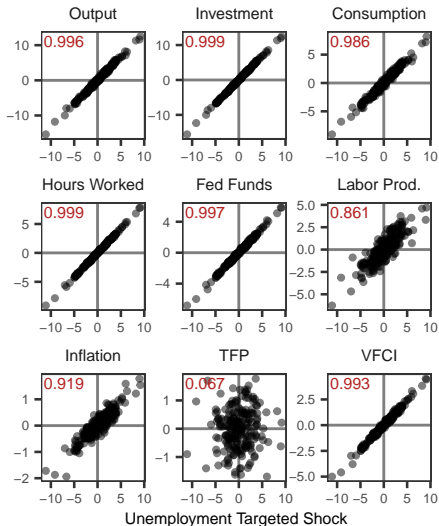 Output Investment Consumption
0.996 0.999 0.986
10 0 −10
10 0 −10
5 0 −5
−10 −5 0 5 10 −10 −5 0 5 10 −10 −5 0 5 10
Hours Worked Fed Funds Labor Prod.
0.999 0.997 0.861
5 0 −5
4 0 −4
5.0 2.5 0.0 −2.5 −5.0
−10 −5 0 5 10 −10 −5 0 5 10 −10 −5 0 5 10
Inflation TFP VFCI
0.919 0.067 0.993
1 0 −1 −2
1 0 −1
2.5 0.0 −2.5 −5.0
−10 −5 0 5 10 −10 −5 0 5 10 −10 −5 0 5 10
Unemployment Targeted Shock